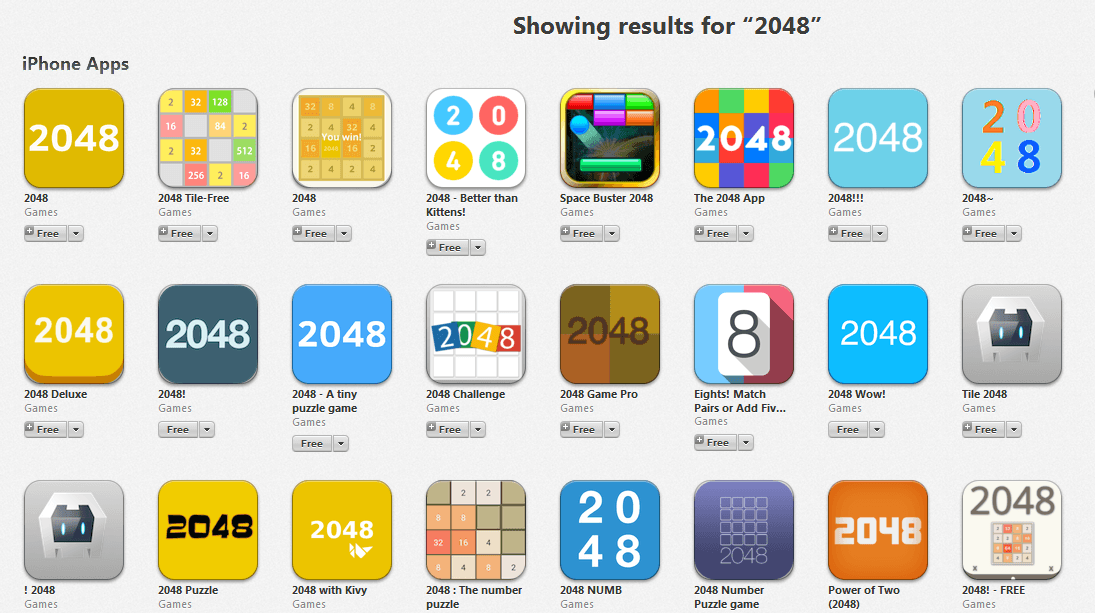 Showing results for “2048”
iPhone Apps
2048
2 32 128
16 84 2
2 32 512
256 2 16
32 8 4 8
2 4 32 4
You win!
16 2048 16 2
2 4 2 2
2 0
4 8
2048
2048
2 0
4 8
2048 2048 Tile-Free 2048 2048 - Better than Space Buster 2048 The 2048 App 2048!!! 2048~
Games Games Games Kittens! Games Games Games Games
Games
Free Free Free Free Free Free Free Free
2048 2048 2048 2048 2048 8 2048
2048 Deluxe 2048! 2048 - A tiny 2048 Challenge 2048 Game Pro Eights! Match 2048 Wow! Tile 2048
Games Games puzzle game Games Games Pairs or Add Fiv... Games Games
Games Games
Free Free Free Free Free Free Free Free
2048
2048
2 2
8 8
32 16 4
8 4 8 2
2 0
4 8
2048
2048
2048
! 2048 2048 Puzzle 2048 with Kivy 2048 : The number 2048 NUMB 2048 Number Power of Two 2048! - FREE
Games Games Games puzzle Games Puzzle game (2048) Games